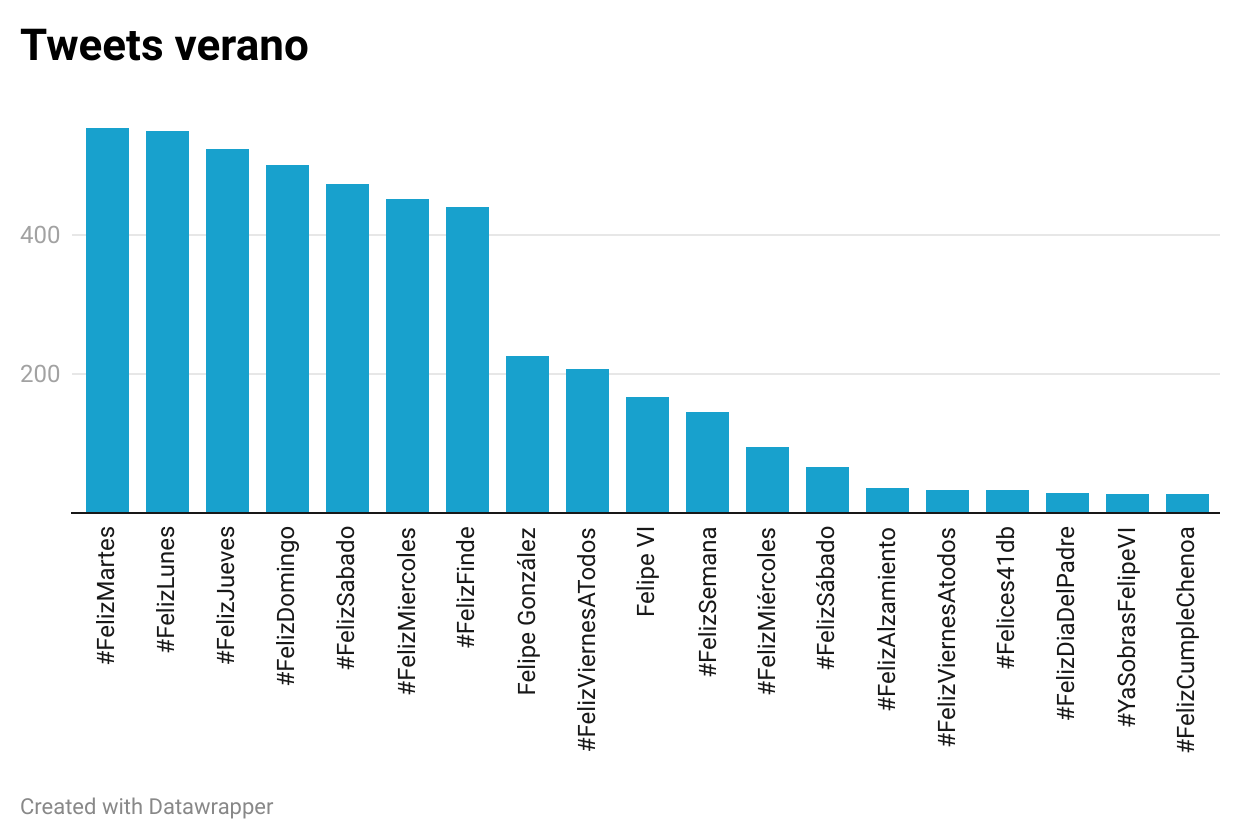 Tweets verano
400
200
#FelizMartes
#FelizLunes
#FelizJueves
#FelizDomingo
#FelizSabado
#FelizMiercoles
#FelizFinde
Felipe González
#FelizViernesATodos
Felipe VI
#FelizSemana
#FelizMiércoles
#FelizSábado
#FelizAlzamiento
#FelizViernesAtodos
#Felices41db
#FelizDiaDelPadre
#YaSobrasFelipeVI
#FelizCumpleChenoa
Created with Datawrapper